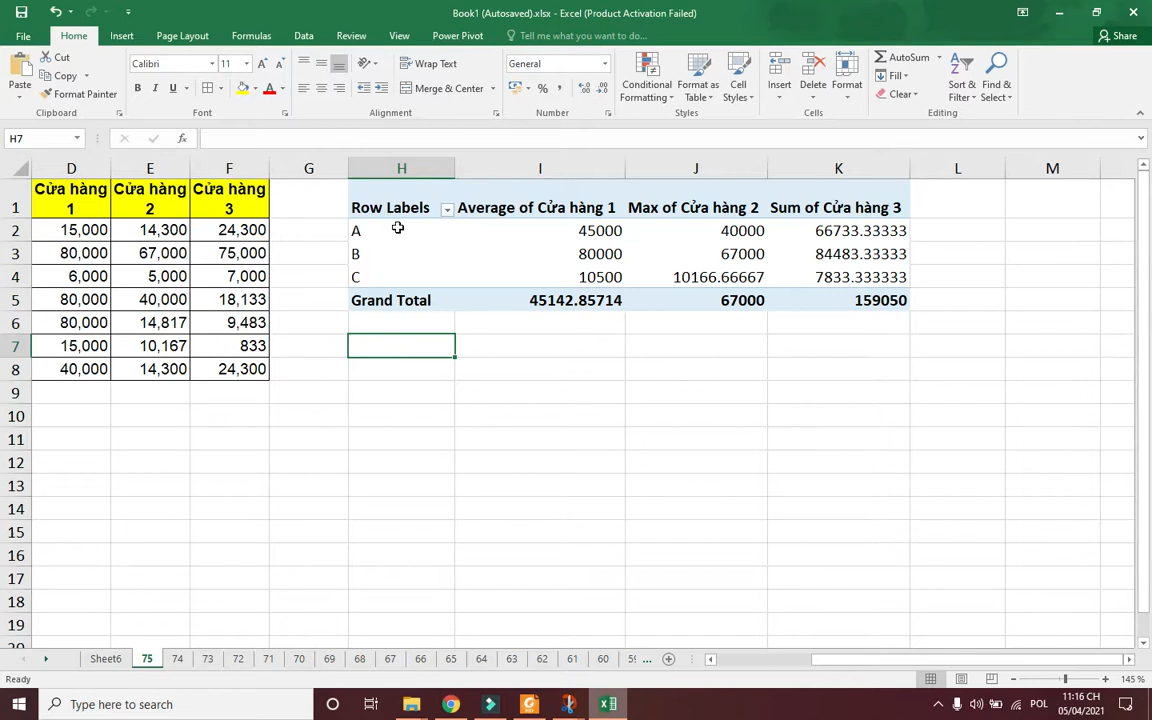 Book1 (Autosaved).xlsx - Excel (Product Activation Failed)
File Home Insert Page Layout Formulas Data Review View Power Pivot Tell me what you want to do... Share
Paste
Cut
Copy
Format Painter
Clipboard
Calibri 11
B I U
Font
Wrap Text
Merge & Center
Alignment
General
Number
Conditional Formatting
Format as Table
Cell Styles
Styles
Insert Delete Format
Cells
AutoSum
Fill
Clear
Sort & Filter
Find & Select
Editing
H7
D E F G H I J K L M
1 Cửa hàng 1 Cửa hàng 2 Cửa hàng 3 Row Labels Average of Cửa hàng 1 Max of Cửa hàng 2 Sum of Cửa hàng 3
2 15,000 14,300 24,300 A 45000 40000 66733.33333
3 80,000 67,000 75,000 B 80000 67000 84483.33333
4 6,000 5,000 7,000 C 10500 10166.66667 7833.333333
5 80,000 40,000 18,133 Grand Total 45142.85714 67000 159050
6 80,000 14,817 9,483
7 15,000 10,167 833
8 40,000 14,300 24,300
9
10
11
12
13
14
15
16
17
18
19
Sheet6 75 74 73 72 71 70 69 68 67 66 65 64 63 62 61 60 ...
Ready 145 %
Type here to search
POL
11:16 CH
05/04/2021